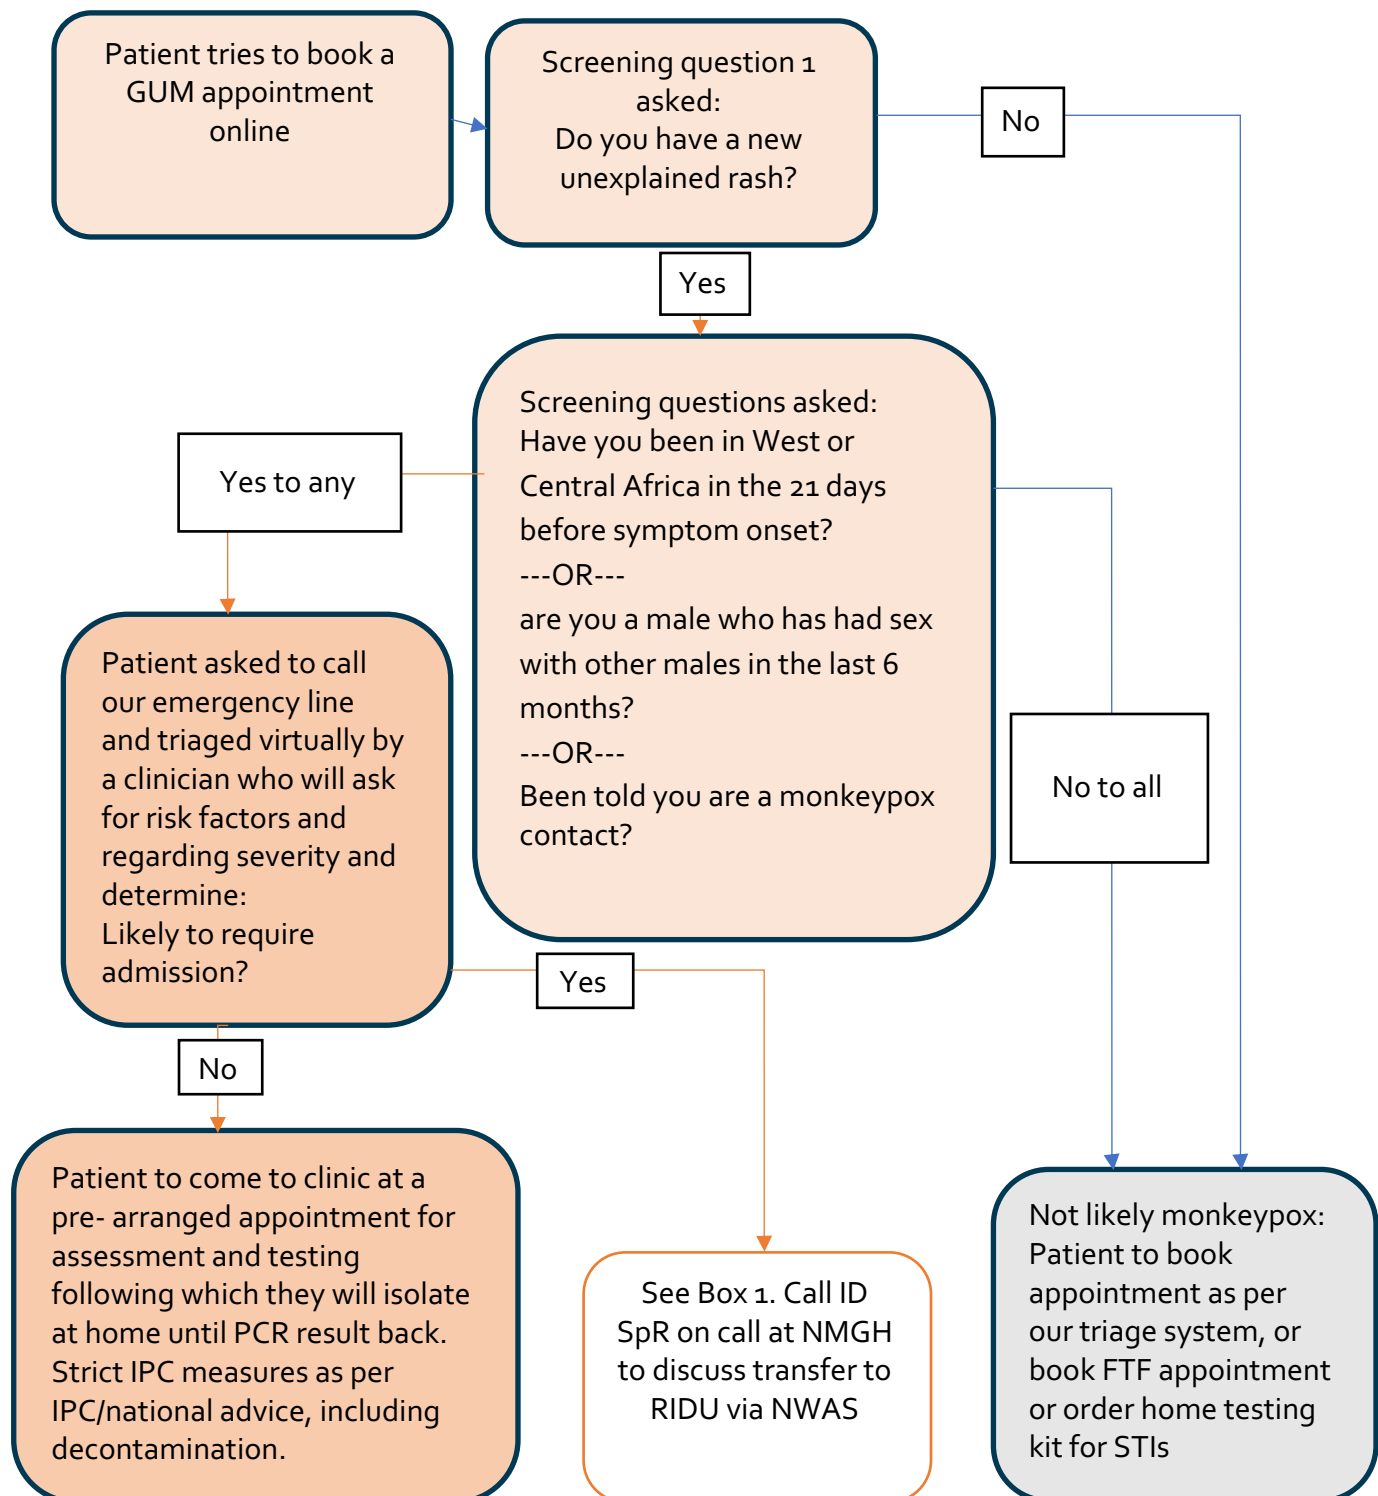 Patient tries to book a
GUM appointment
online
Screening question 1
asked:
Do you have a new
unexplained rash?
No
Yes
Screening questions asked:
Have you been in West or
Central Africa in the 21 days
before symptom onset?
---OR---
are you a male who has had sex
with other males in the last 6
months?
---OR---
Been told you are a monkeypox
contact?
Yes to any
No to all
Patient asked to call
our emergency line
and triaged virtually by
a clinician who will ask
for risk factors and
regarding severity and
determine:
Likely to require
admission?
Yes
No
Patient to come to clinic at a
pre- arranged appointment for
assessment and testing
following which they will isolate
at home until PCR result back.
Strict IPC measures as per
IPC/national advice, including
decontamination.
See Box 1. Call ID
SpR on call at NMGH
to discuss transfer to
RIDU via NWAS
Not likely monkeypox:
Patient to book
appointment as per
our triage system, or
book FTF appointment
or order home testing
kit for STIs